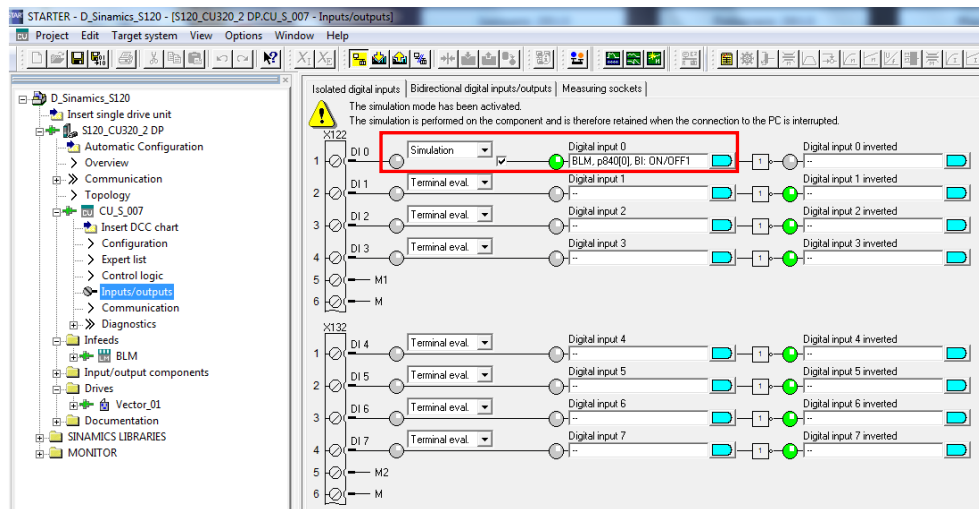 STARTER - D_Sinamics_S120 - [S120_CU320_2 DP.CU_S_007 - Inputs/outputs]
Project Edit Target system View Options Window Help
D_Sinamics_S120
Insert single drive unit
S120_CU320_2 DP
Automatic Configuration
Overview
Communication
Topology
CU_S_007
Insert DCC chart
Configuration
Expert list
Control logic
Inputs/outputs
Communication
Diagnostics
Infeeds
BLM
Input/output components
Drives
Vector_01
Documentation
SINAMICS LIBRARIES
MONITOR
Isolated digital inputs Bidirectional digital inputs/outputs Measuring sockets
The simulation mode has been activated.
The simulation is performed on the component and is therefore retained when the connection to the PC is interrupted.
X122
1 DI 0 Simulation Digital input 0 BLM, p840[0], BI: ON/OFF1 1 Digital input 0 inverted --
2 DI 1 Terminal eval. Digital input 1 -- 1 Digital input 1 inverted --
3 DI 2 Terminal eval. Digital input 2 -- 1 Digital input 2 inverted --
4 DI 3 Terminal eval. Digital input 3 -- 1 Digital input 3 inverted --
5 M1
6 M
X132
1 DI 4 Terminal eval. Digital input 4 -- 1 Digital input 4 inverted --
2 DI 5 Terminal eval. Digital input 5 -- 1 Digital input 5 inverted --
3 DI 6 Terminal eval. Digital input 6 -- 1 Digital input 6 inverted --
4 DI 7 Terminal eval. Digital input 7 -- 1 Digital input 7 inverted --
5 M2
6 M